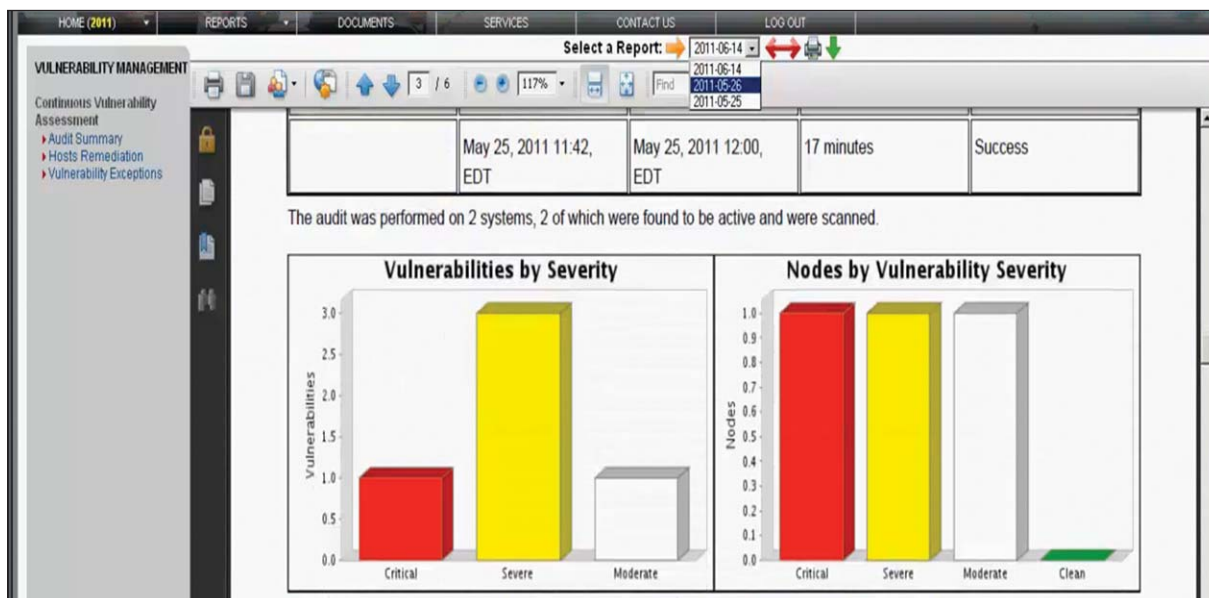 HOME (2011)
REPORTS
DOCUMENTS
SERVICES
CONTACT US
LOG OUT
Select a Report:
2011-06-14
2011-06-14
2011-05-26
2011-05-25
VULNERABILITY MANAGEMENT
Continuous Vulnerability
Assessment
Audit Summary
Hosts Remediation
Vulnerability Exceptions
3 / 6
117%
Find
May 25, 2011 11:42,
EDT
May 25, 2011 12:00,
EDT
17 minutes
Success
The audit was performed on 2 systems, 2 of which were found to be active and were scanned.
Vulnerabilities by Severity
Vulnerabilities
3.0
2.5
2.0
1.5
1.0
0.5
0.0
Critical
Severe
Moderate
Nodes by Vulnerability Severity
Nodes
1.0
0.9
0.8
0.7
0.6
0.5
0.4
0.3
0.2
0.1
0.0
Critical
Severe
Moderate
Clean